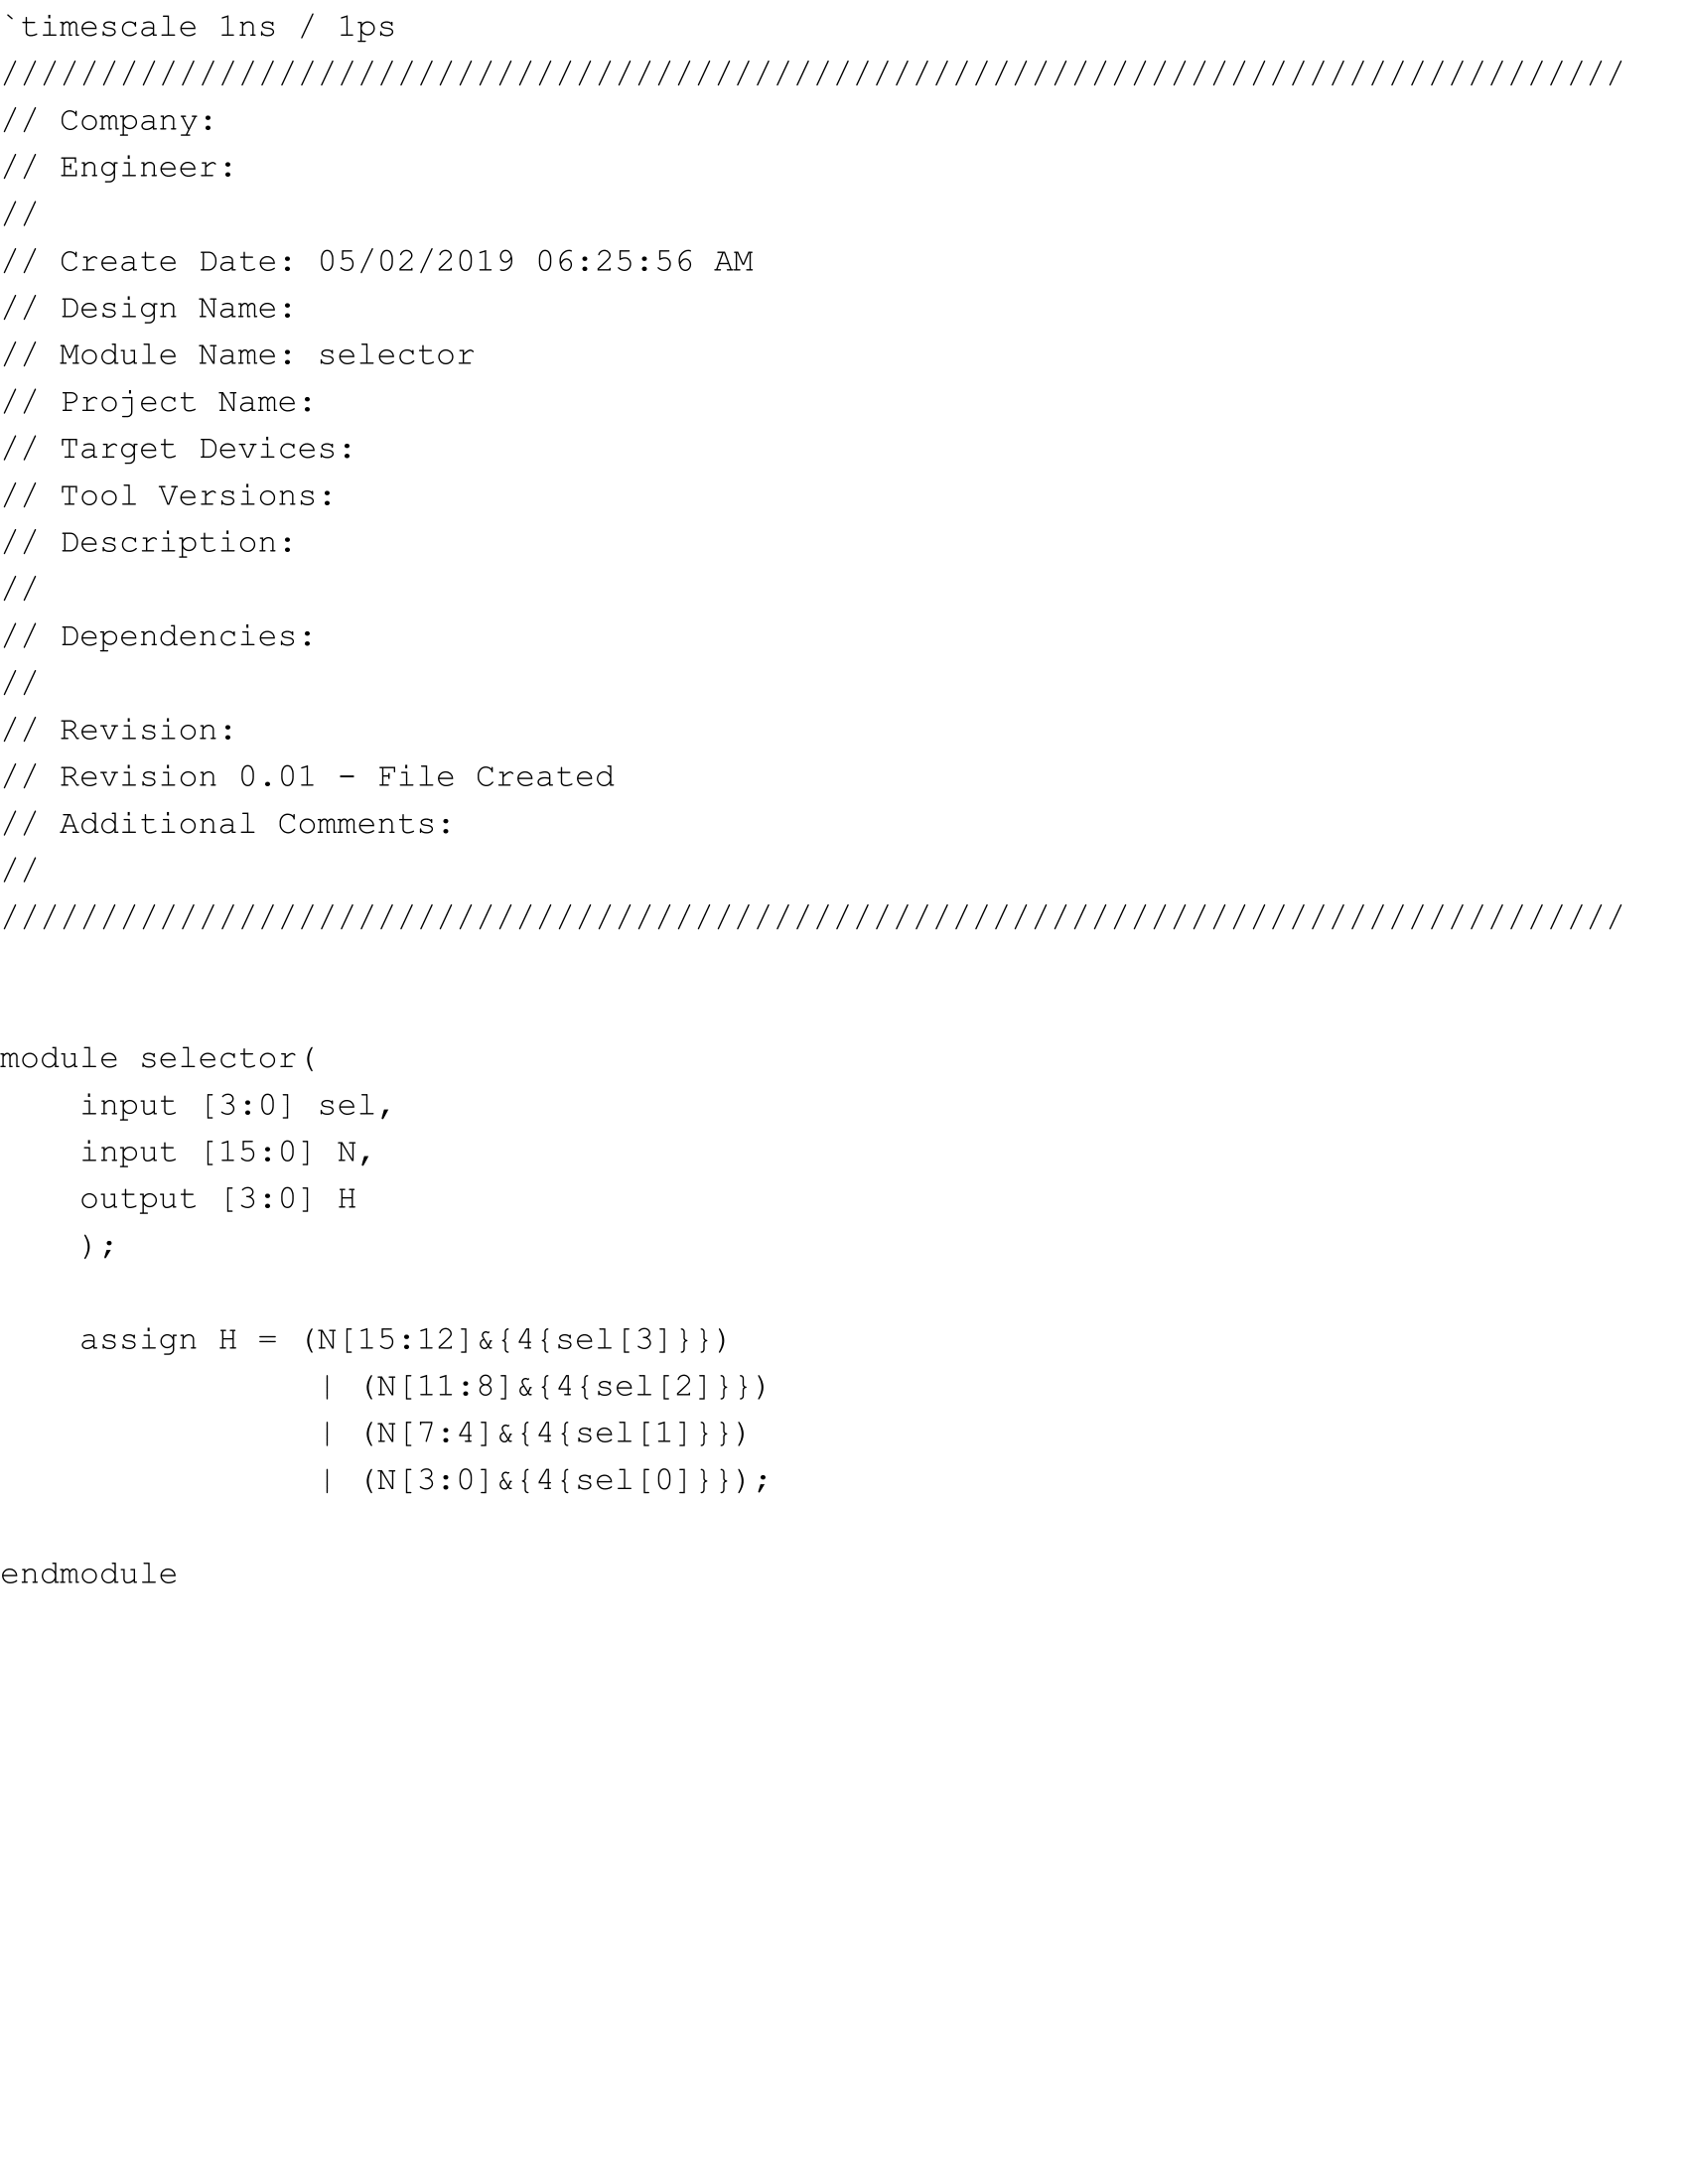 `timescale 1ns / 1ps
//////////////////////////////////////////////////////////////////////////////////
// Company:
// Engineer:
//
// Create Date: 05/02/2019 06:25:56 AM
// Design Name:
// Module Name: selector
// Project Name:
// Target Devices:
// Tool Versions:
// Description:
//
// Dependencies:
//
// Revision:
// Revision 0.01 - File Created
// Additional Comments:
//
//////////////////////////////////////////////////////////////////////////////////
module selector(
    input [3:0] sel,
    input [15:0] N,
    output [3:0] H
    );
    assign H = (N[15:12]&{4{sel[3]}})
                | (N[11:8]&{4{sel[2]}})
                | (N[7:4]&{4{sel[1]}})
                | (N[3:0]&{4{sel[0]}});
endmodule